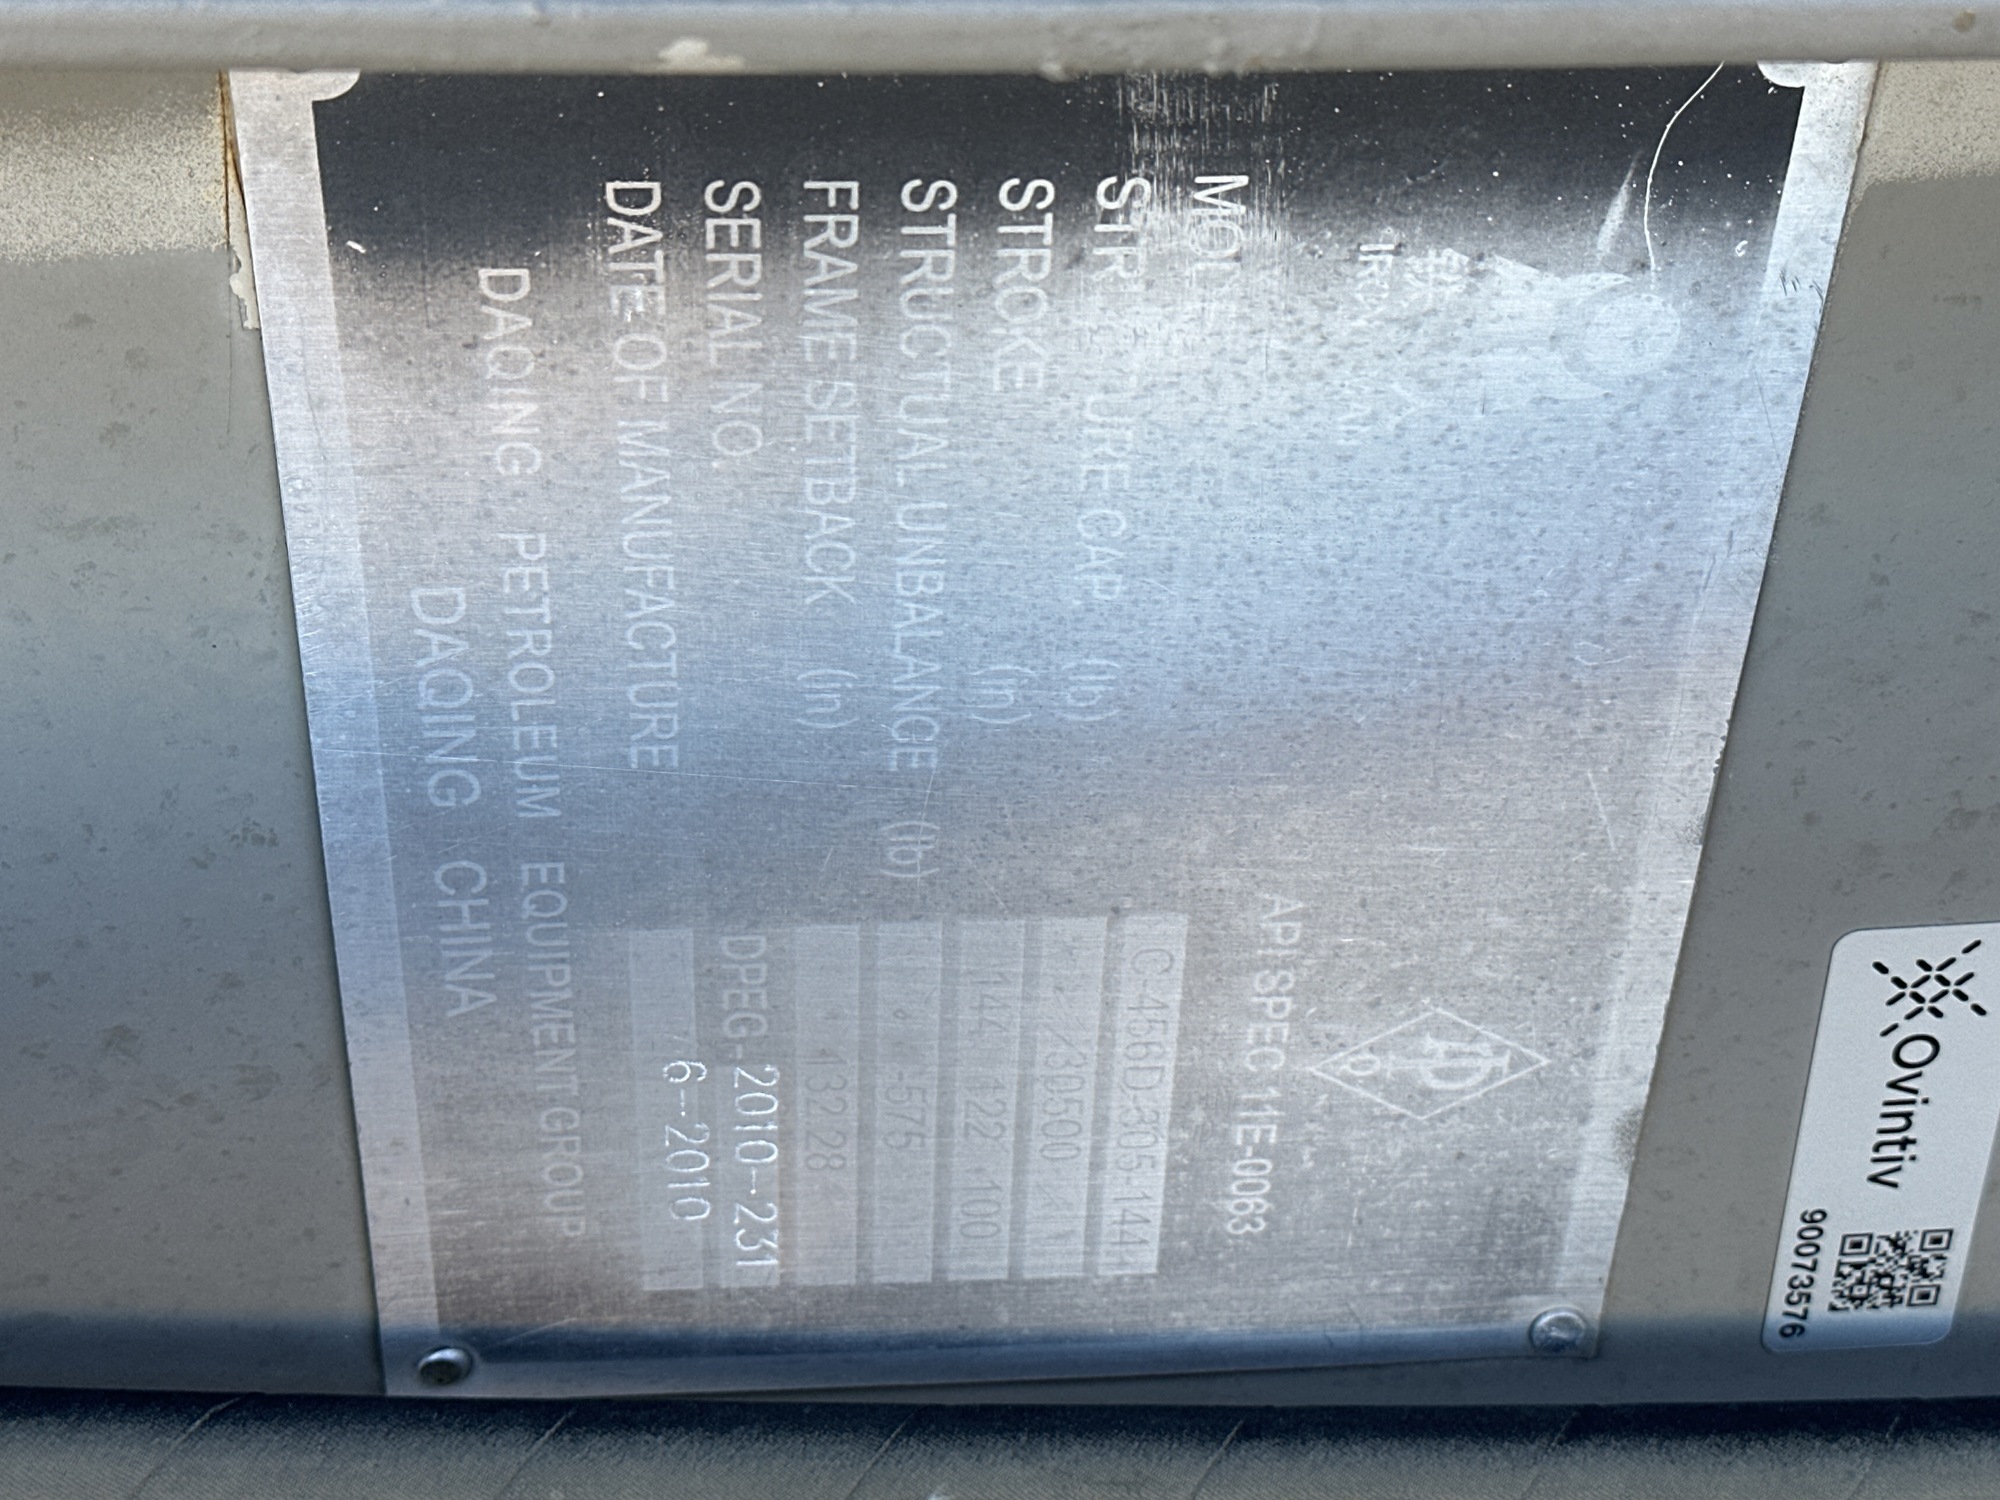 API SPEC 11E-0063
MODEL C-456D-305-144
STRUCTURE CAP. (lb) 30500
STROKE (in) 144 122 100
STRUCTUAL UNBALANGE (lb) -575
FRAME SETBACK (in) 132 28
SERIAL NO. DPEG-2010-231
DATE OF MANUFACTURE 6-2010
DAQING PETROLEUM EQUIPMENT GROUP
DAQING CHINA
Ovintiv
90073576